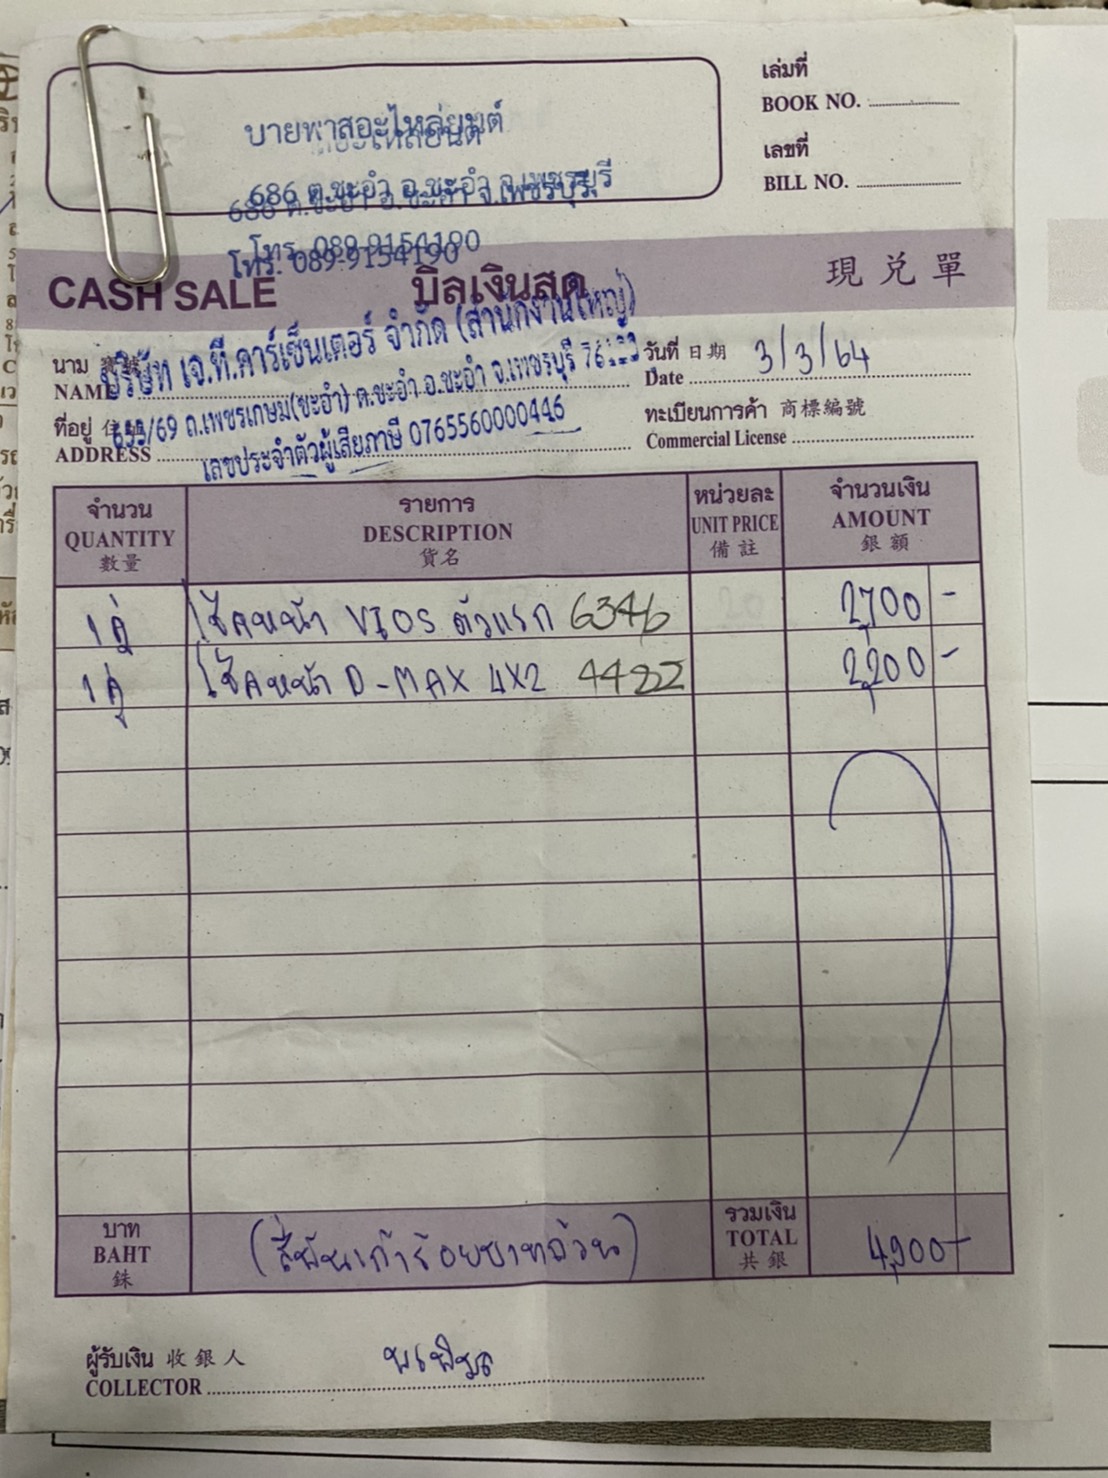 เล่มที่
BOOK NO.
เลขที่
BILL NO.
บายพาสอะไหล่ยนต์
686 ต.ชะอำ อ.ชะอำ จ.เพชรบุรี
โทร. 089-9154190
CASH SALE บิลเงินสด 現兌單
นาม
NAME
บริษัท เจ.ที.คาร์เซ็นเตอร์ จำกัด (สำนักงานใหญ่)
วันที่ 日期 3/3/64
Date
ที่อยู่ 住址
ADDRESS
655/69 ถ.เพชรเกษม(ชะอำ) ต.ชะอำ อ.ชะอำ จ.เพชรบุรี
เลขประจำตัวผู้เสียภาษี 0765560000446
ทะเบียนการค้า 商標編號
Commercial License
จำนวน รายการ หน่วยละ จำนวนเงิน
QUANTITY DESCRIPTION UNIT PRICE AMOUNT
數量 貨名 備註 銀額
1 คู่ โช๊คหน้า VIOS ตัวแรก 6346 2,700 -
1 คู่ โช๊คหน้า D-MAX 4X2 4422 2,200 -
บาท รวมเงิน
BAHT (สี่พันเก้าร้อยบาทถ้วน) TOTAL 4,900 -
銖 共銀
ผู้รับเงิน 收銀人
COLLECTOR